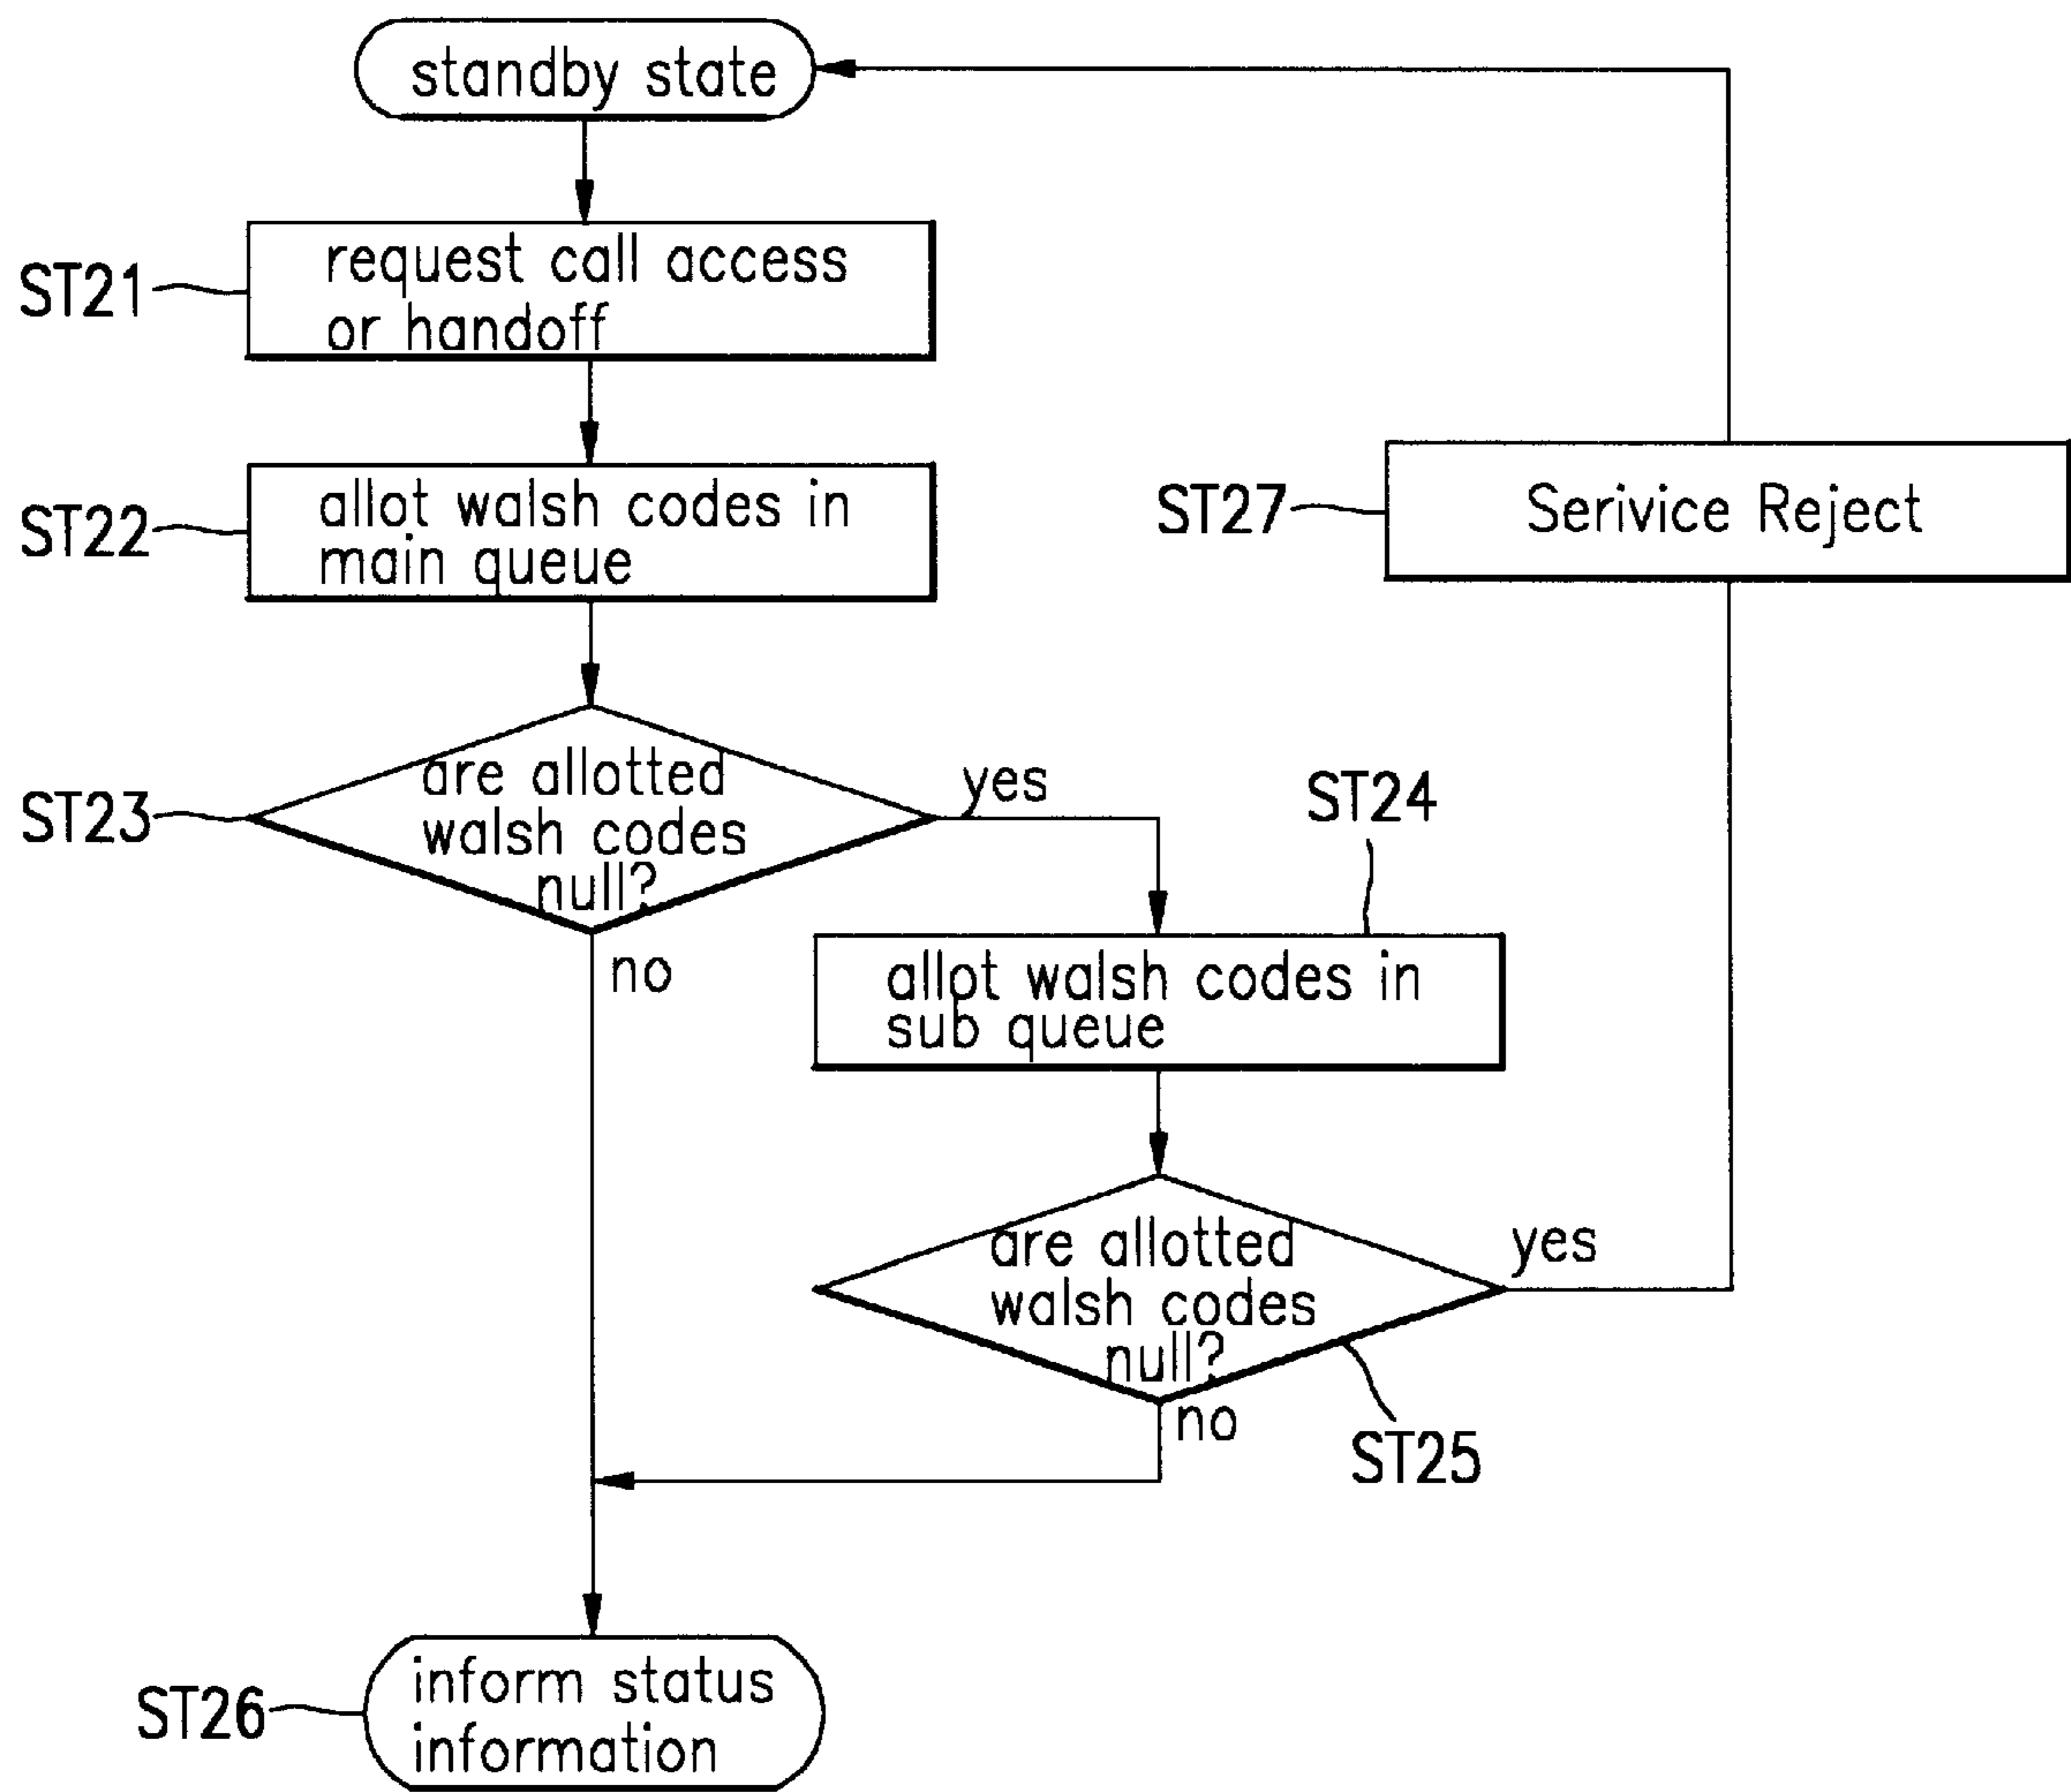 standby state
ST21
request call access
or handoff
ST22
allot walsh codes in
main queue
ST27
Serivice Reject
ST23
are allotted
walsh codes
null?
yes
no
ST24
allot walsh codes in
sub queue
are allotted
walsh codes
null?
yes
no
ST25
ST26
inform status
information